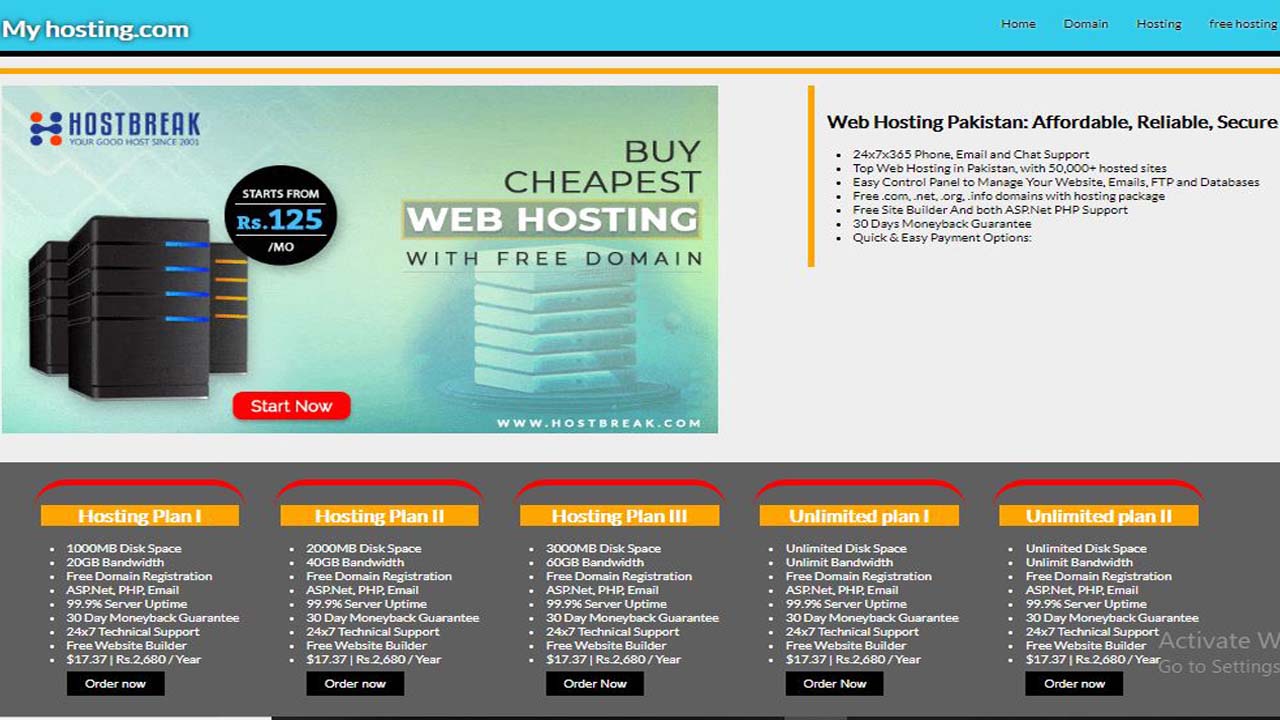 My hosting.com
Home Domain Hosting free hosting
HOSTBREAK
YOUR GOOD HOST SINCE 2001
STARTS FROM
Rs.125
/MO
BUY
CHEAPEST
WEB HOSTING
WITH FREE DOMAIN
Start Now
WWW.HOSTBREAK.COM
Web Hosting Pakistan: Affordable, Reliable, Secure
24x7x365 Phone, Email and Chat Support
Top Web Hosting in Pakistan, with 50,000+ hosted sites
Easy Control Panel to Manage Your Website, Emails, FTP and Databases
Free .com, .net, .org, .info domains with hosting package
Free Site Builder And both ASP.Net PHP Support
30 Days Moneyback Guarantee
Quick & Easy Payment Options:
Hosting Plan I
1000MB Disk Space
20GB Bandwidth
Free Domain Registration
ASP.Net, PHP, Email
99.9% Server Uptime
30 Day Moneyback Guarantee
24x7 Technical Support
Free Website Builder
$17.37 | Rs.2,680 / Year
Order now
Hosting Plan II
2000MB Disk Space
40GB Bandwidth
Free Domain Registration
ASP.Net, PHP, Email
99.9% Server Uptime
30 Day Moneyback Guarantee
24x7 Technical Support
Free Website Builder
$17.37 | Rs.2,680 / Year
Order now
Hosting Plan III
3000MB Disk Space
60GB Bandwidth
Free Domain Registration
ASP.Net, PHP, Email
99.9% Server Uptime
30 Day Moneyback Guarantee
24x7 Technical Support
Free Website Builder
$17.37 | Rs.2,680 / Year
Order Now
Unlimited plan I
Unlimited Disk Space
Unlimit Bandwidth
Free Domain Registration
ASP.Net, PHP, Email
99.9% Server Uptime
30 Day Moneyback Guarantee
24x7 Technical Support
Free Website Builder
$17.37 | Rs.2,680 / Year
Order Now
Unlimited plan II
Unlimited Disk Space
Unlimit Bandwidth
Free Domain Registration
ASP.Net, PHP, Email
99.9% Server Uptime
30 Day Moneyback Guarantee
24x7 Technical Support
Free Website Builder
$17.37 | Rs.2,680 / Year
Order now
Activate W
Go to Settings